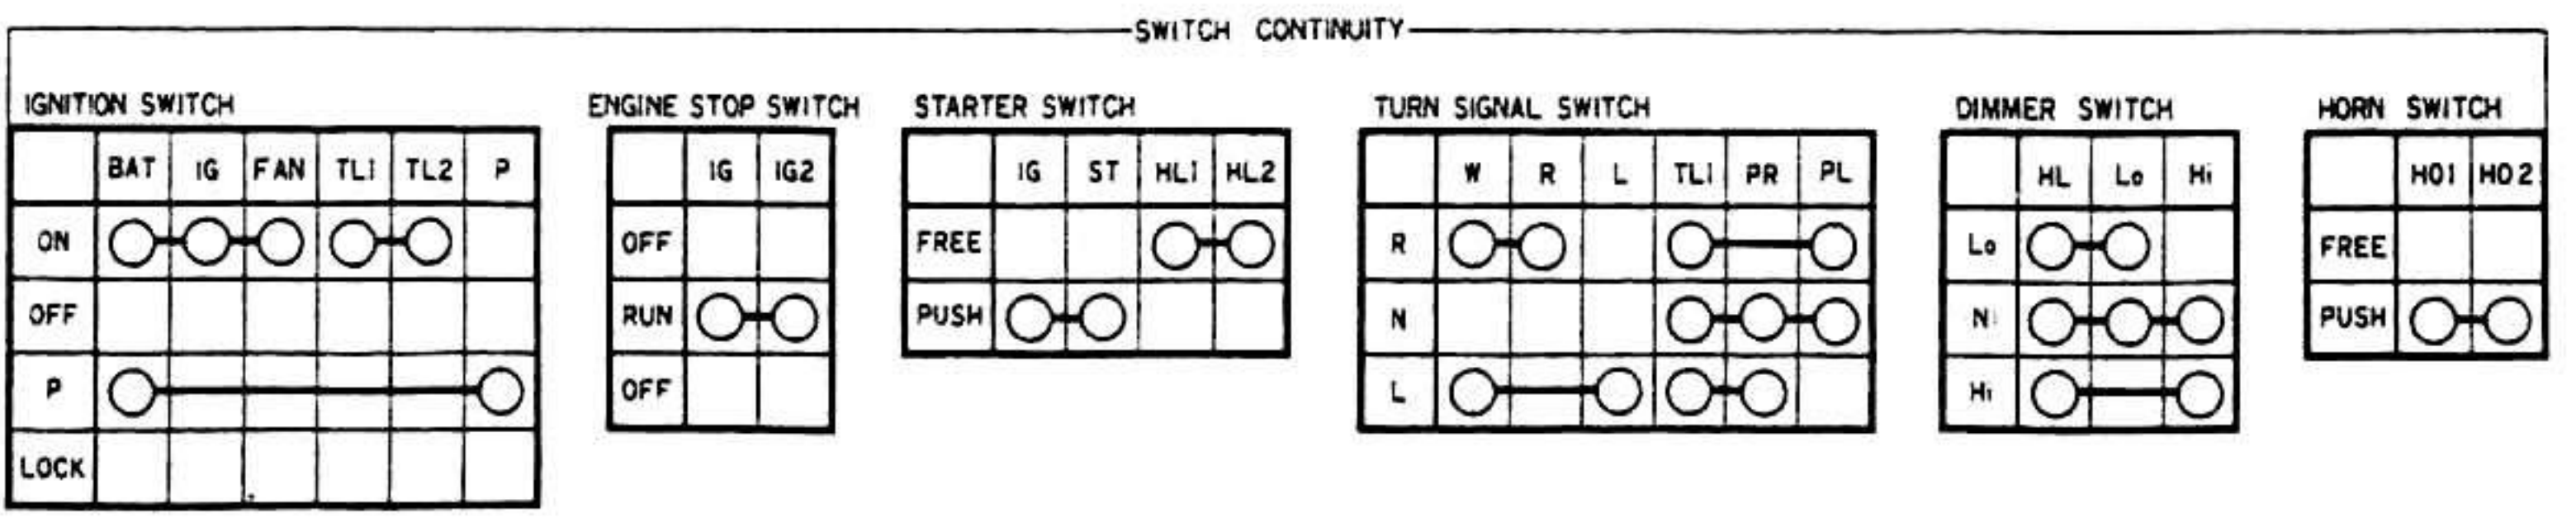 SWITCH CONTINUITY
IGNITION SWITCH
BAT IG FAN TL1 TL2 P
ON
OFF
P
LOCK
ENGINE STOP SWITCH
IG IG2
OFF
RUN
OFF
STARTER SWITCH
IG ST HL1 HL2
FREE
PUSH
TURN SIGNAL SWITCH
W R L TL1 PR PL
R
N
L
DIMMER SWITCH
HL Lo Hi
Lo
N
Hi
HORN SWITCH
HO1 HO2
FREE
PUSH